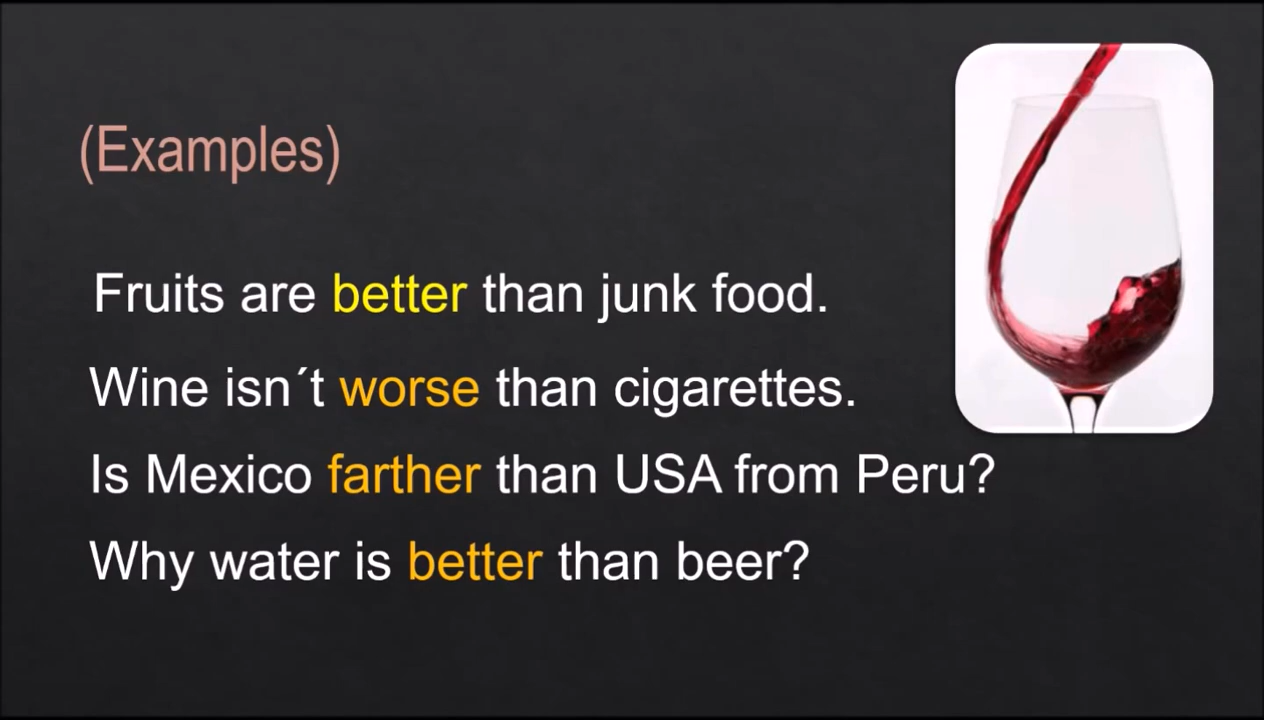 (Examples)
Fruits are better than junk food.
Wine isn´t worse than cigarettes.
Is Mexico farther than USA from Peru?
Why water is better than beer?